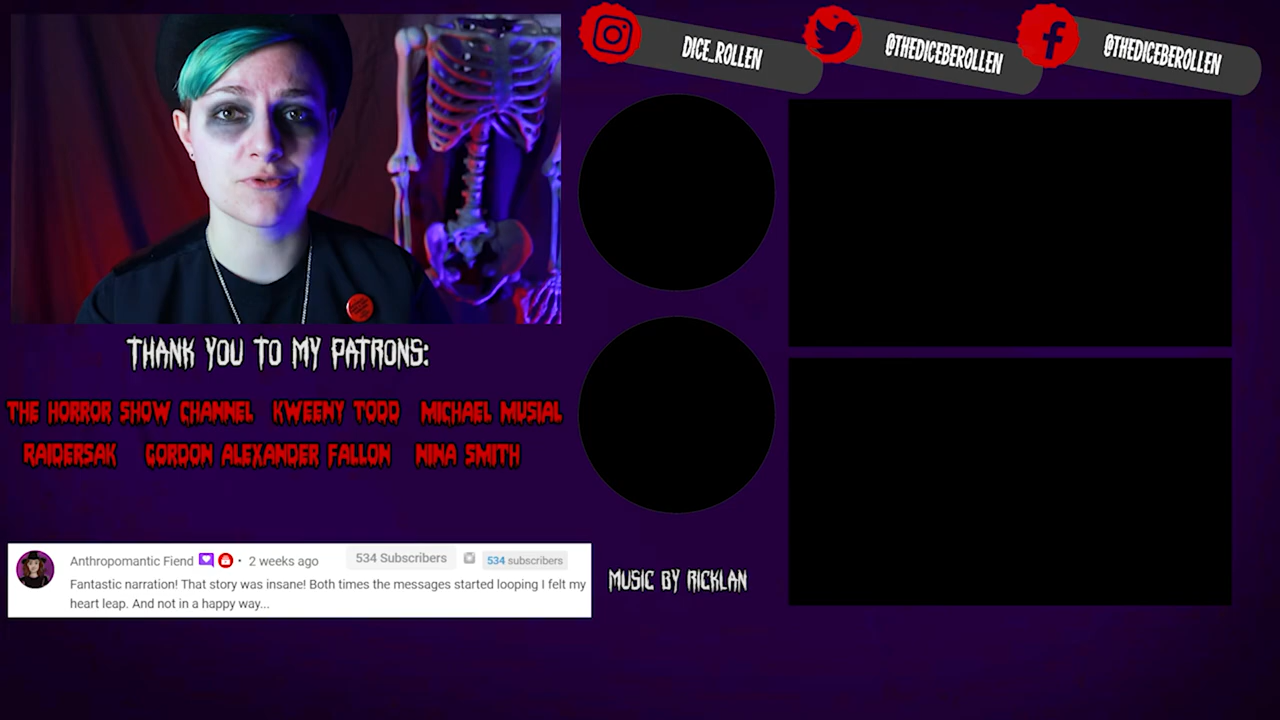 DICE_ROLLEN
@THEDICEBEROLLEN
@THEDICEBEROLLEN
THANK YOU TO MY PATRONS:
THE HORROR SHOW CHANNEL KWEENY TODD MICHAEL MUSIAL
RAIDERSAK GORDON ALEXANDER FALLON NINA SMITH
Anthropomantic Fiend • 2 weeks ago 534 Subscribers 534 subscribers
Fantastic narration! That story was insane! Both times the messages started looping I felt my
heart leap. And not in a happy way...
MUSIC BY RICKLAN